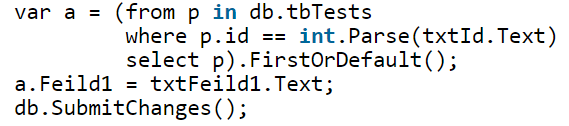 var a = (from p in db.tbTests
where p.id == int.Parse(txtId.Text)
select p).FirstOrDefault();
a.Feild1 = txtFeild1.Text;
db.SubmitChanges();